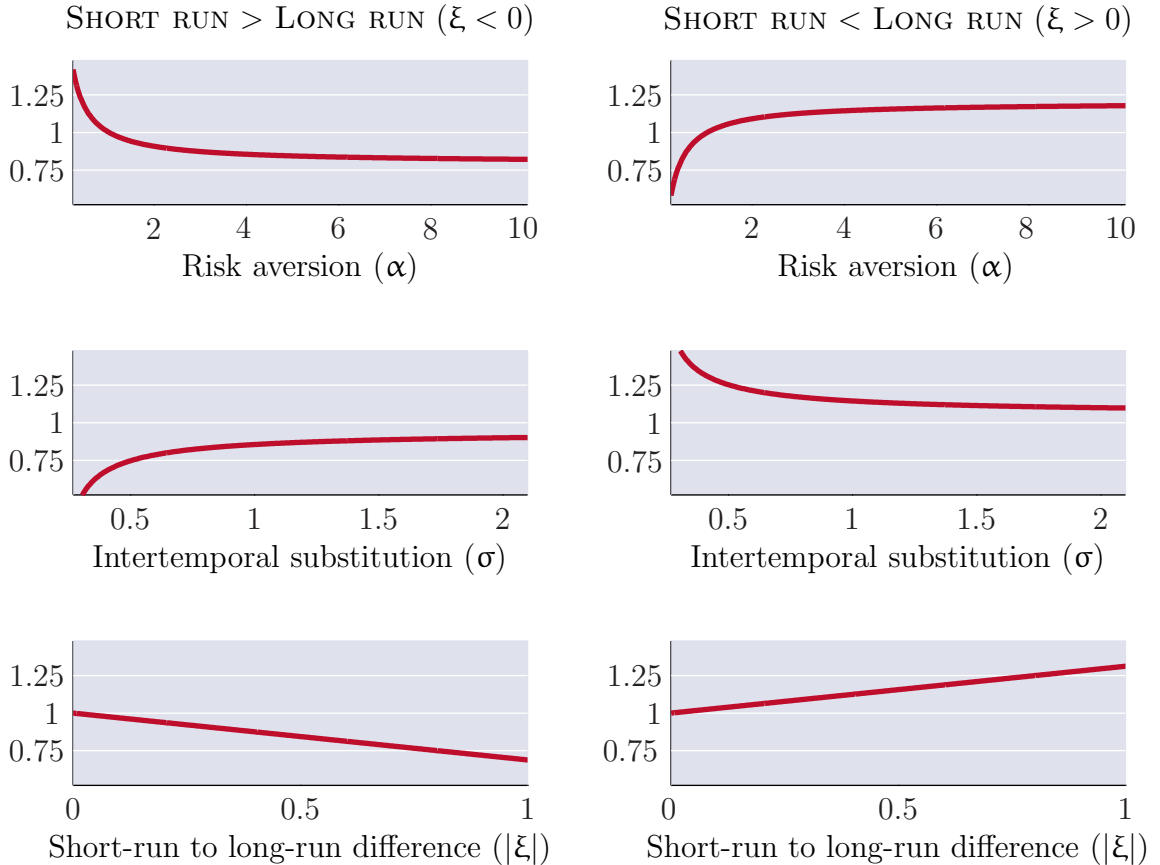 SHORT RUN > LONG RUN (ξ < 0)
1.25
1
0.75
2 4 6 8 10
Risk aversion (α)
1.25
1
0.75
0.5 1 1.5 2
Intertemporal substitution (σ)
1.25
1
0.75
0 0.5 1
Short-run to long-run difference (|ξ|)
SHORT RUN < LONG RUN (ξ > 0)
1.25
1
0.75
2 4 6 8 10
Risk aversion (α)
1.25
1
0.75
0.5 1 1.5 2
Intertemporal substitution (σ)
1.25
1
0.75
0 0.5 1
Short-run to long-run difference (|ξ|)